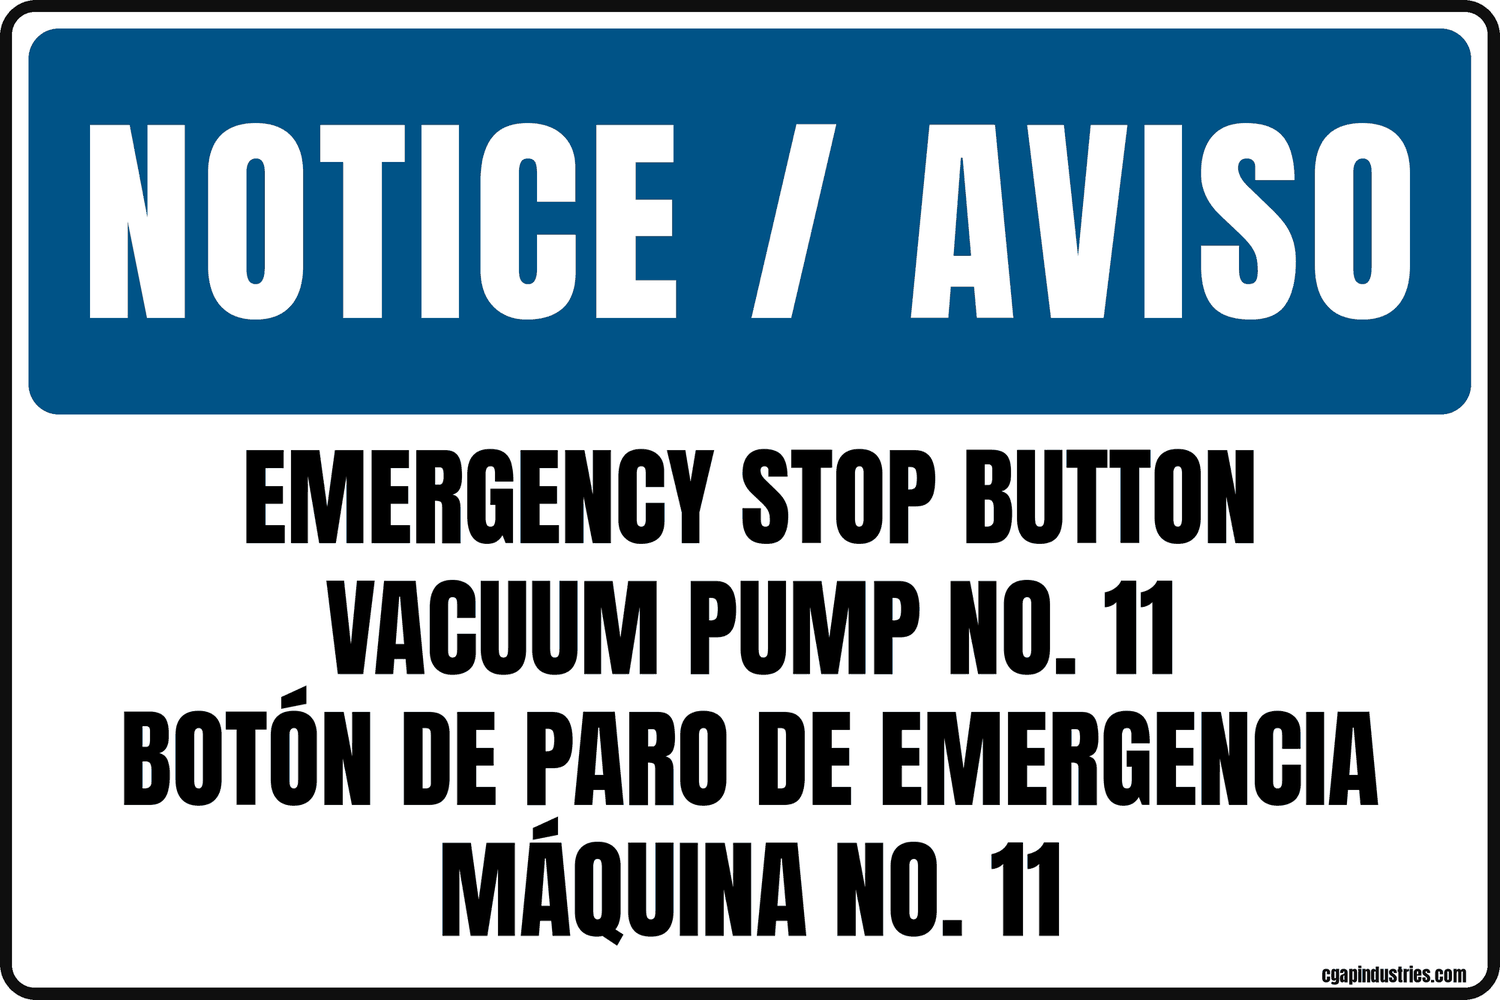 NOTICE / AVISO
EMERGENCY STOP BUTTON
VACUUM PUMP NO. 11
BOTÓN DE PARO DE EMERGENCIA
MÁQUINA NO. 11
cgapindustries.com